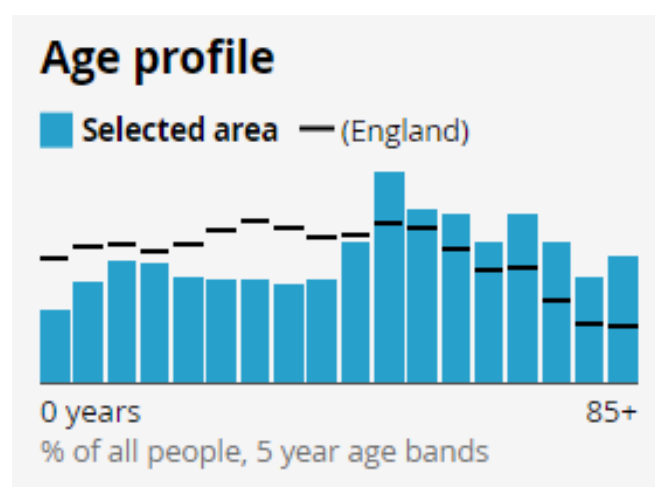 Age profile
Selected area (England)
0 years 85+
% of all people, 5 year age bands